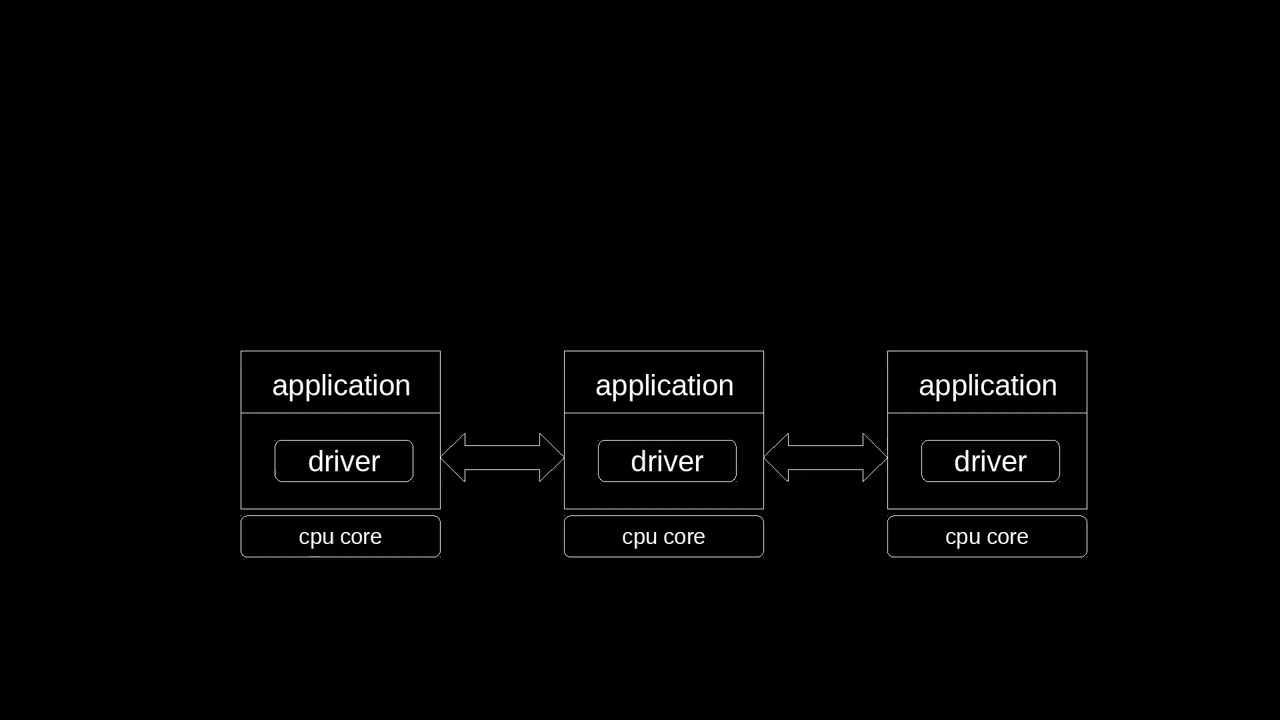 application
application
application
driver
driver
driver
cpu core
cpu core
cpu core